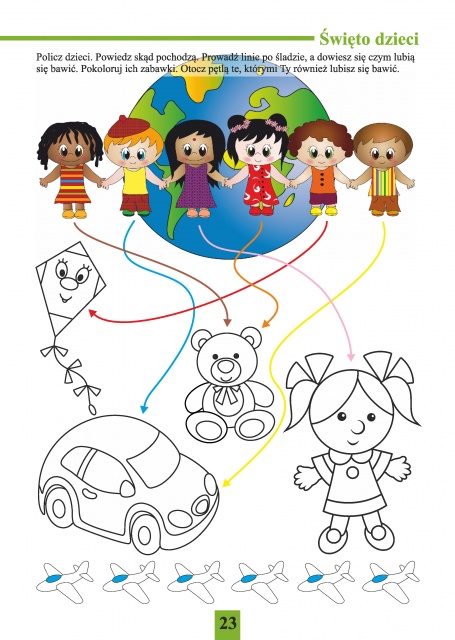 Święto dzieci
Policz dzieci. Powiedz skąd pochodzą. Prowadź linie po śladzie, a dowiesz się czym lubią
się bawić. Pokoloruj ich zabawki. Otocz pętlą te, którymi Ty również lubisz się bawić.
23